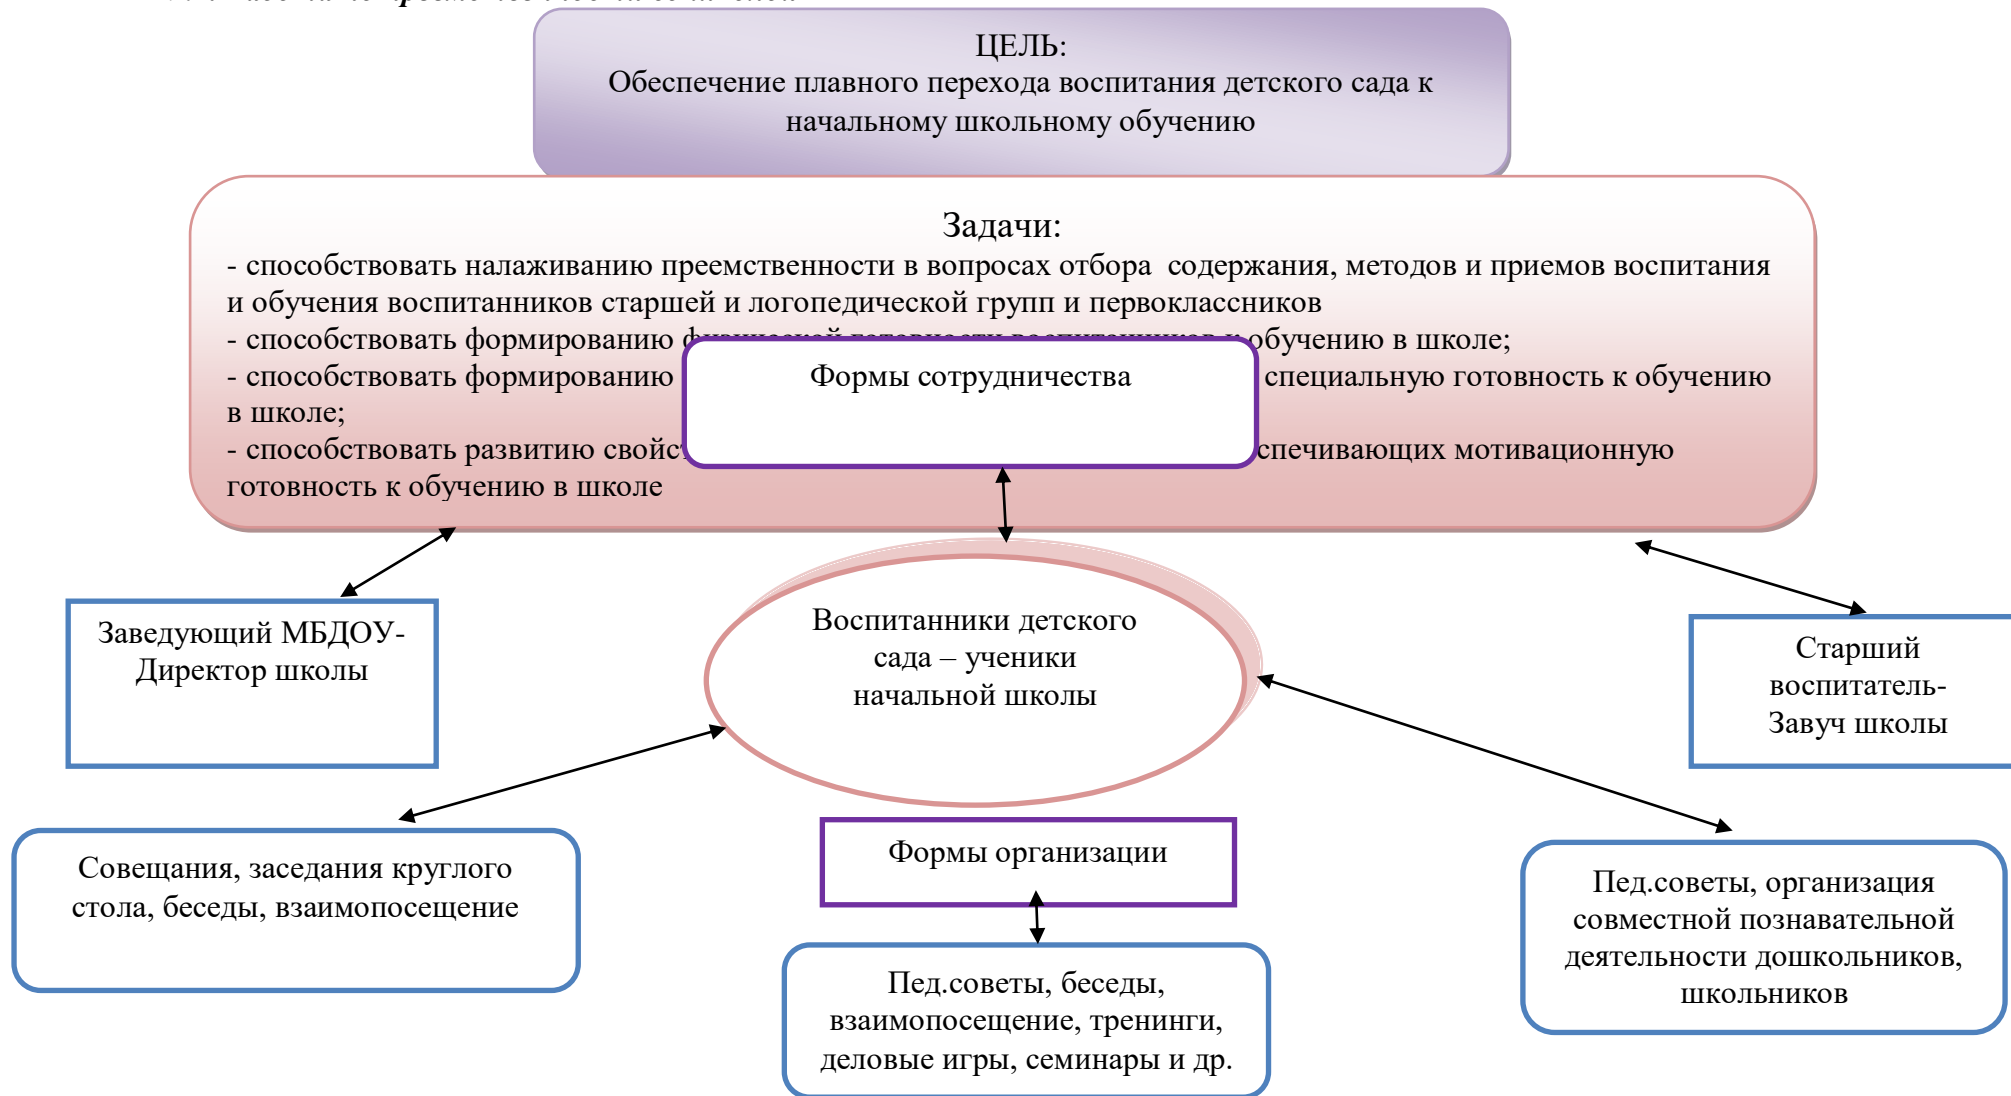 ЦЕЛЬ:
Обеспечение плавного перехода воспитания детского сада к
начальному школьному обучению
Задачи:
- способствовать налаживанию преемственности в вопросах отбора содержания, методов и приемов воспитания
и обучения воспитанников старшей и логопедической групп и первоклассников
- способствовать формированию физической готовности воспитанников к обучению в школе;
- способствовать формированию специальную готовность к обучению
в школе;
- способствовать развитию свойст спечивающих мотивационную
готовность к обучению в школе
Формы сотрудничества
Заведующий МБДОУ-
Директор школы
Воспитанники детского
сада – ученики
начальной школы
Старший
воспитатель-
Завуч школы
Совещания, заседания круглого
стола, беседы, взаимопосещение
Формы организации
Пед.советы, организация
совместной познавательной
деятельности дошкольников,
школьников
Пед.советы, беседы,
взаимопосещение, тренинги,
деловые игры, семинары и др.